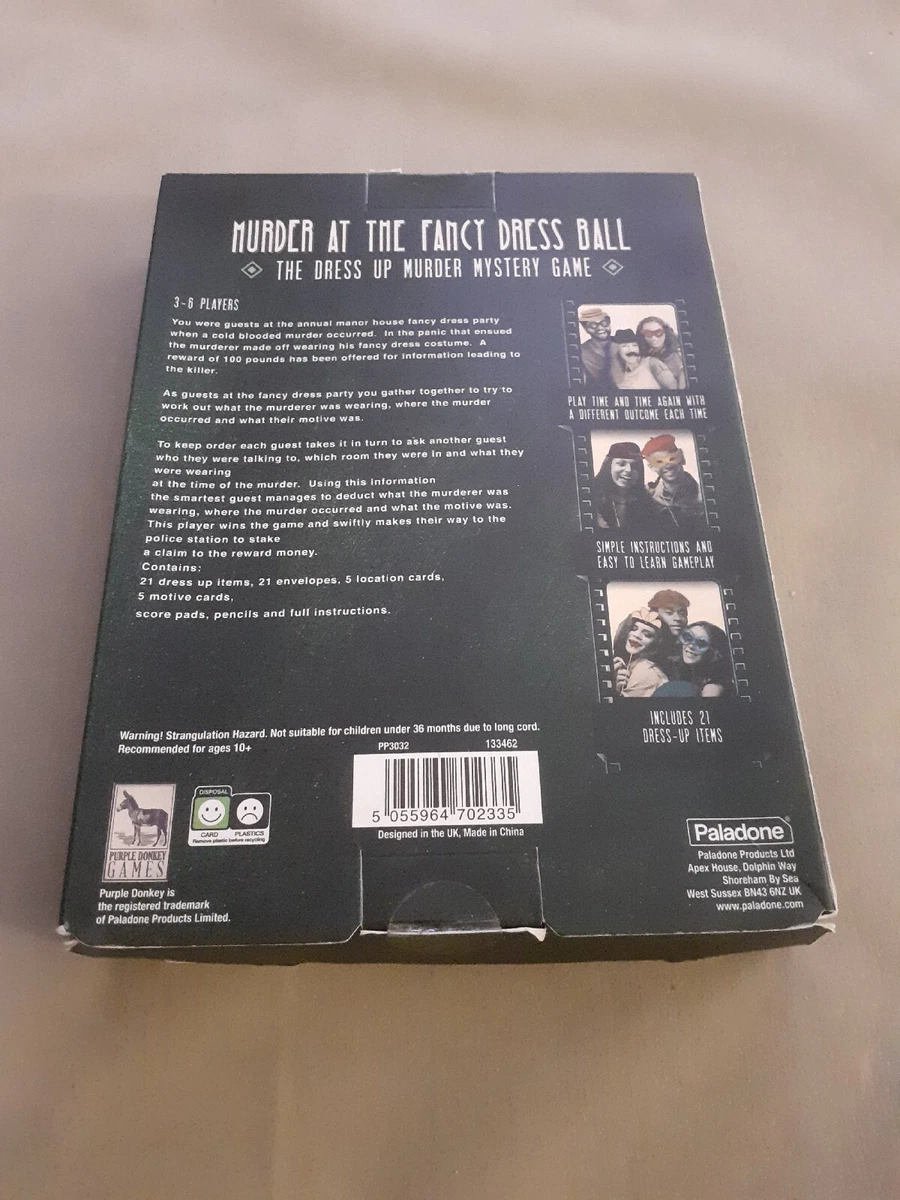 MURDER AT THE FANCY DRESS BALL
THE DRESS UP MURDER MYSTERY GAME
3-6 PLAYERS
You were guests at the annual manor house fancy dress party
when a cold blooded murder occurred. In the panic that ensued
the murderer made off wearing his fancy dress costume. A
reward of 100 pounds has been offered for information leading to
the killer.
As guests at the fancy dress party you gather together to try to
work out what the murderer was wearing, where the murder
occurred and what their motive was.
To keep order each guest takes it in turn to ask another guest
who they were talking to, which room they were in and what they
were wearing
at the time of the murder. Using this information
the smartest guest manages to deduct what the murderer was
wearing, where the murder occurred and what the motive was.
This player wins the game and swiftly makes their way to the
police station to stake
a claim to the reward money.
Contains:
21 dress up items, 21 envelopes, 5 location cards,
5 motive cards,
score pads, pencils and full instructions.
PLAY TIME AND TIME AGAIN WITH
A DIFFERENT OUTCOME EACH TIME
SIMPLE INSTRUCTIONS AND
EASY TO LEARN GAMEPLAY
INCLUDES 21
DRESS-UP ITEMS
Warning! Strangulation Hazard. Not suitable for children under 36 months due to long cord.
Recommended for ages 10+
PP3032 133462
5 055964 702335
Designed in the UK, Made in China
DISPOSAL
CARD PLASTICS
Remove plastic before recycling
PURPLE DONKEY
GAMES
Purple Donkey is
the registered trademark
of Paladone Products Limited.
Paladone®
Paladone Products Ltd
Apex House, Dolphin Way
Shoreham By Sea
West Sussex BN43 6NZ UK
www.paladone.com